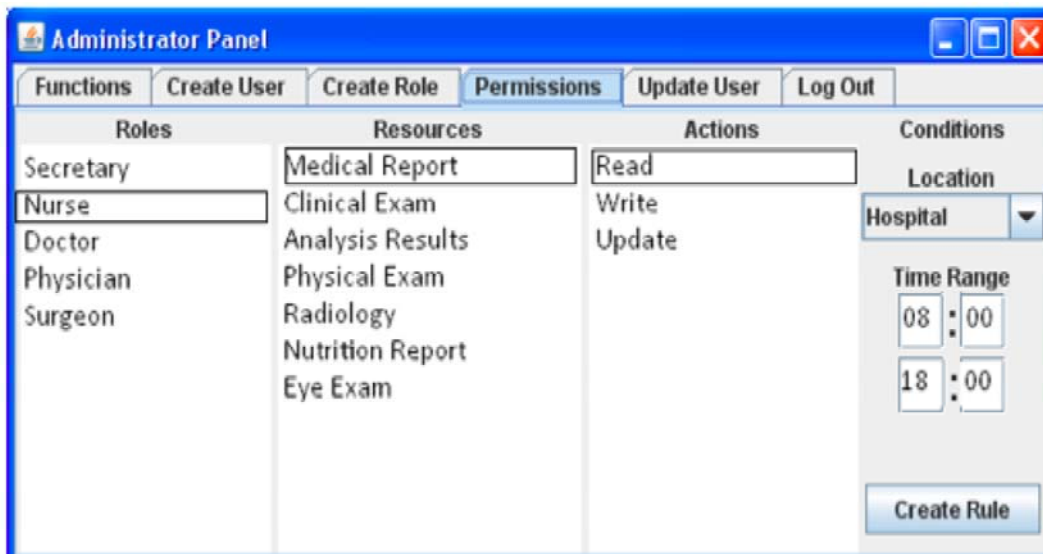 Administrator Panel
Functions Create User Create Role Permissions Update User Log Out
Roles Resources Actions Conditions
Secretary Medical Report Read Location
Nurse Clinical Exam Write Hospital
Doctor Analysis Results Update
Physician Physical Exam Time Range
Surgeon Radiology 08 : 00
Nutrition Report
Eye Exam 18 : 00
Create Rule